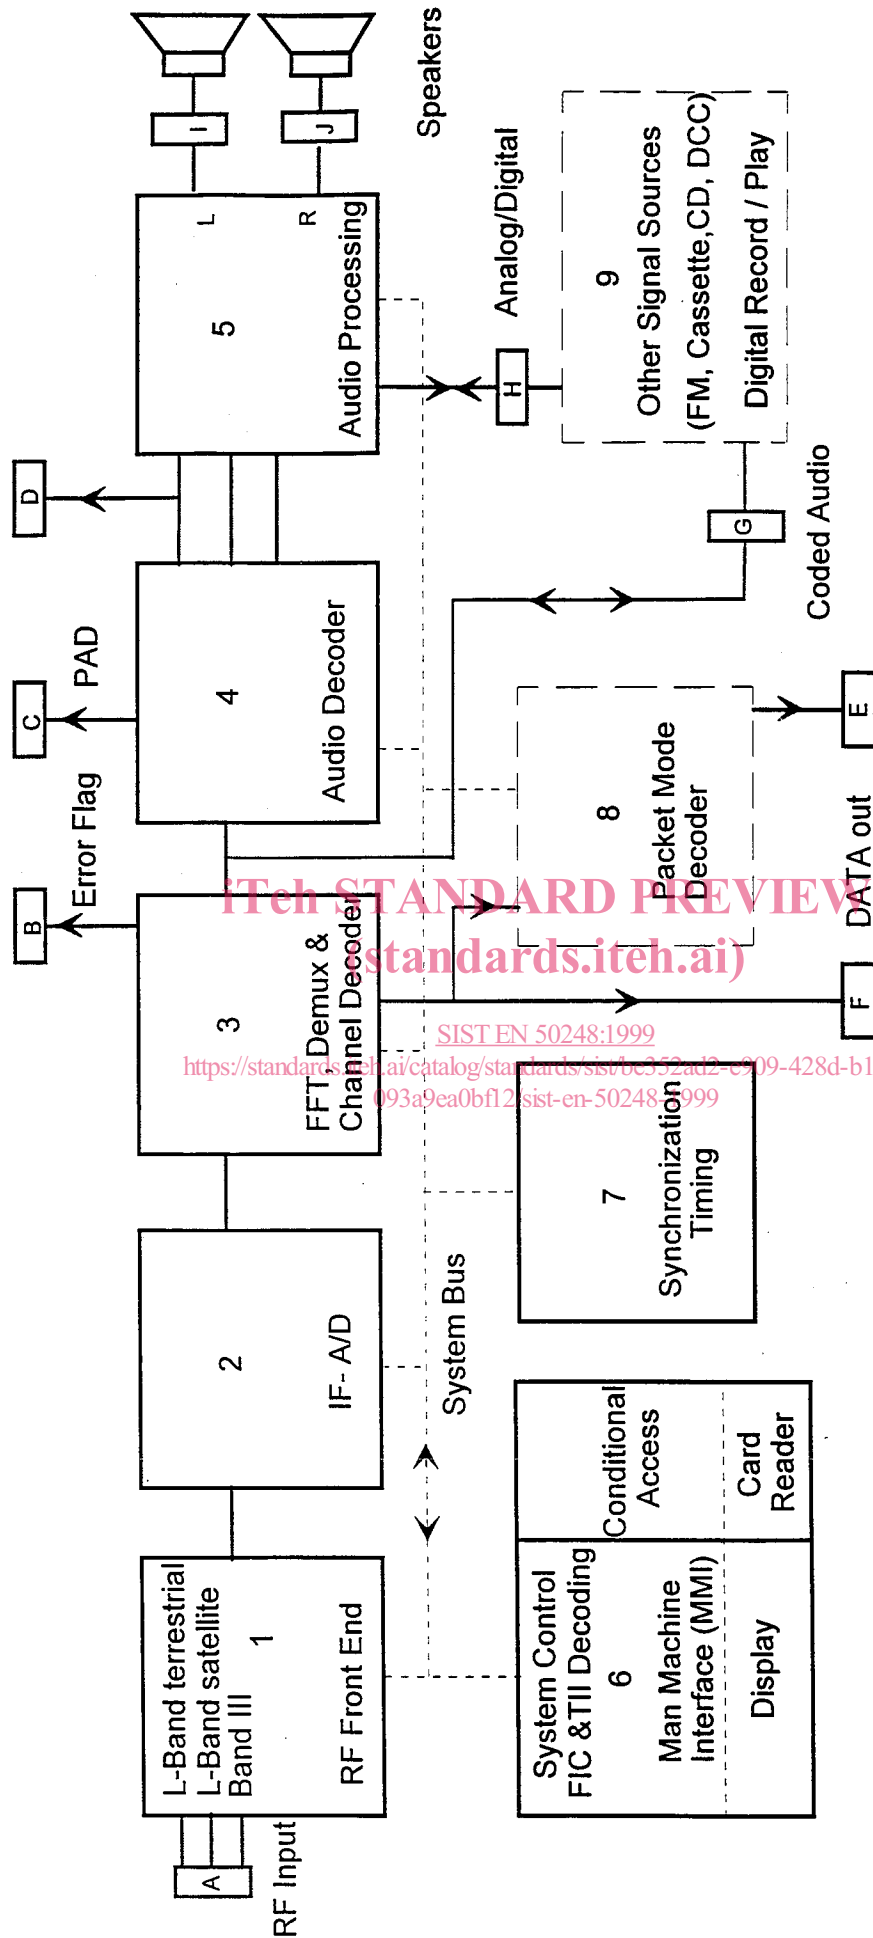 A
RF Input
L-Band terrestrial
L-Band satellite
Band III
1
RF Front End
2
IF- A/D
3
FFT, Demux &
Channel Decoder
B
Error Flag
4
Audio Decoder
C
PAD
D
5
L
R
Audio Processing
I
J
Speakers
System Bus
System Control
FIC &TII Decoding
6
Man Machine
Interface (MMI)
Display
Conditional
Access
Card
Reader
7
Synchronization
Timing
8
Packet Mode
Decoder
F
DATA out
E
G
Coded Audio
H
Analog/Digital
9
Other Signal Sources
(FM, Cassette,CD, DCC)
Digital Record / Play
iTeh STANDARD PREVIEW
(standards.iteh.ai)
SIST EN 50248:1999
https://standards.iteh.ai/catalog/standards/sist/be352ad2-e909-428d-b1
093a9ea0bf12/sist-en-50248-1999